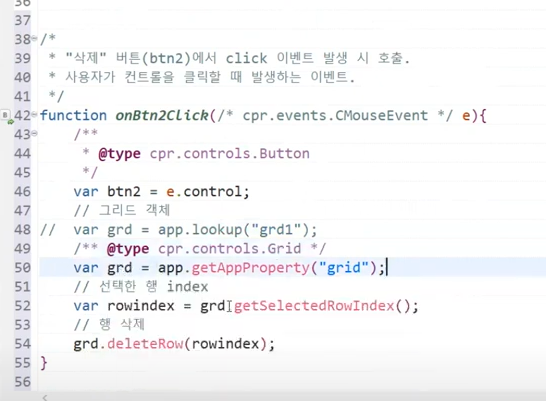 36
37
38 /*
39  * "삭제" 버튼(btn2)에서 click 이벤트 발생 시 호출.
40  * 사용자가 컨트롤을 클릭할 때 발생하는 이벤트.
41  */
42 function onBtn2Click(/* cpr.events.CMouseEvent */ e){
43     /**
44      * @type cpr.controls.Button
45      */
46     var btn2 = e.control;
47     // 그리드 객체
48 //  var grd = app.lookup("grd1");
49     /** @type cpr.controls.Grid */
50     var grd = app.getAppProperty("grid");
51     // 선택한 행 index
52     var rowindex = grd.getSelectedRowIndex();
53     // 행 삭제
54     grd.deleteRow(rowindex);
55 }
56